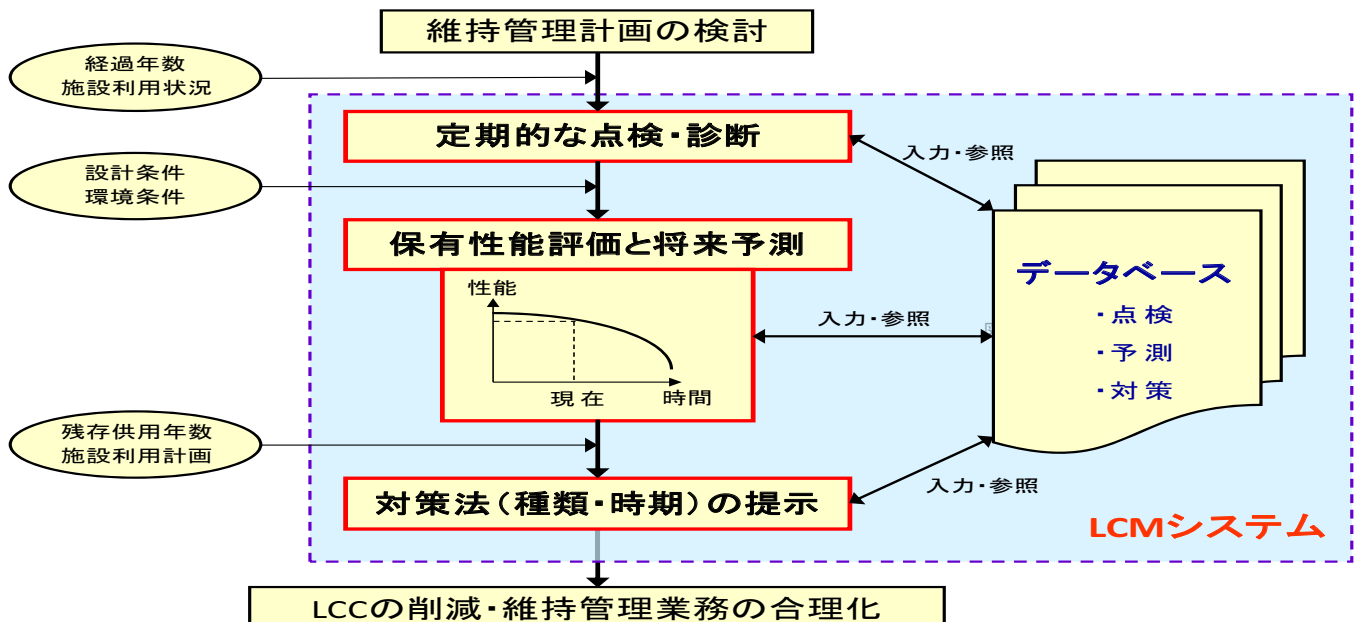 維持管理計画の検討
経過年数
施設利用状況
定期的な点検・診断
入力・参照
設計条件
環境条件
保有性能評価と将来予測
データベース
・点検
・予測
・対策
性能
入力・参照
現在
時間
残存供用年数
施設利用計画
対策法（種類・時期）の提示
入力・参照
LCMシステム
LCCの削減・維持管理業務の合理化